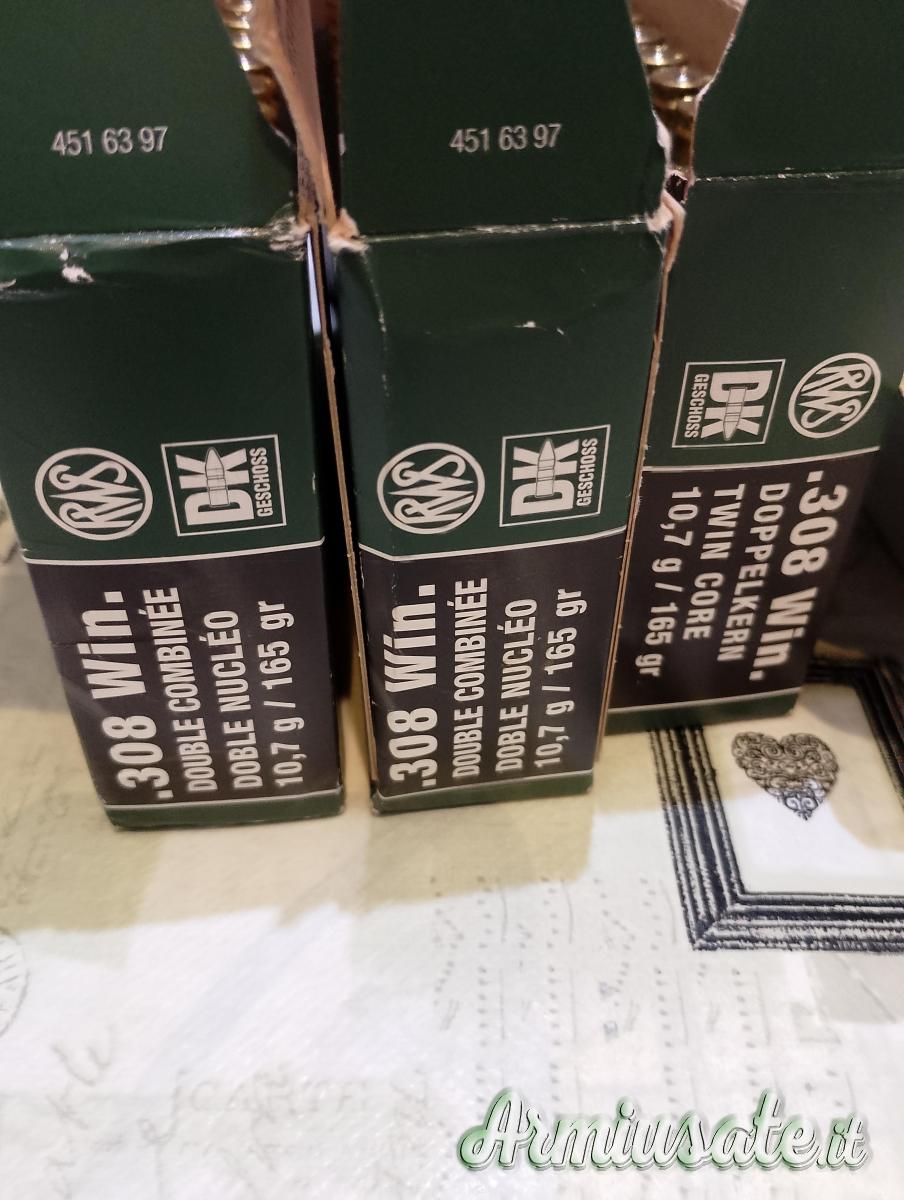 451 63 97
RWS
DK
GESCHOSS
.308 Win.
DOUBLE COMBINÉE
DOBLE NUCLÉO
10,7 g / 165 gr
451 63 97
RWS
DK
GESCHOSS
.308 Win.
DOUBLE COMBINÉE
DOBLE NUCLÉO
10,7 g / 165 gr
RWS
DK
GESCHOSS
.308 Win.
DOPPELKERN
TWIN CORE
10,7 g / 165 gr
Armiusate.it